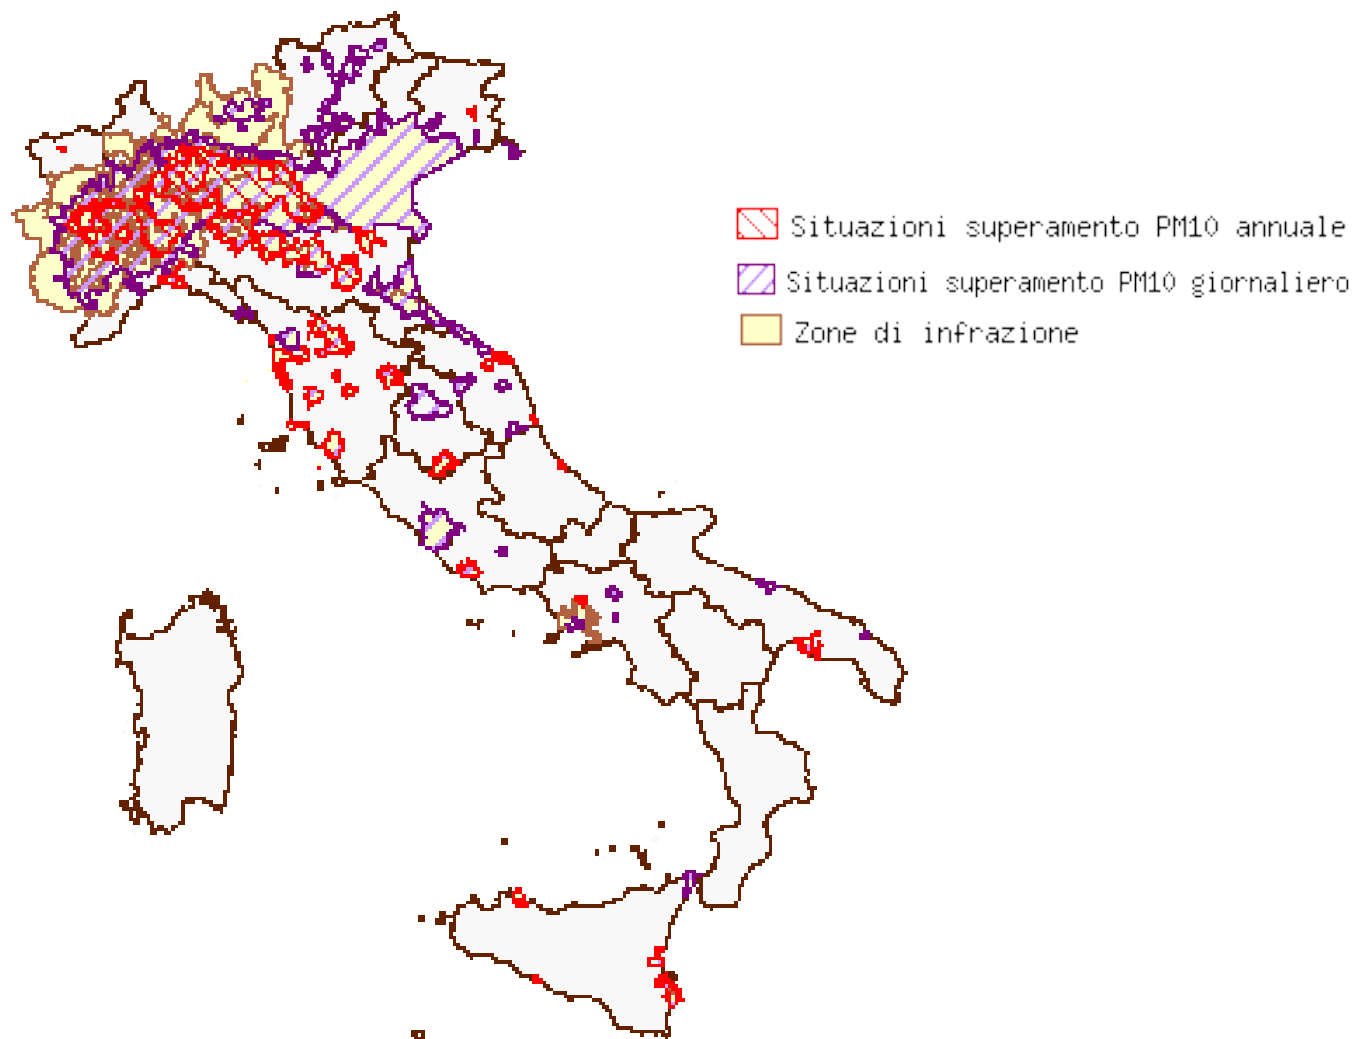 Situazioni superamento PM10 annuale
Situazioni superamento PM10 giornaliero
Zone di infrazione